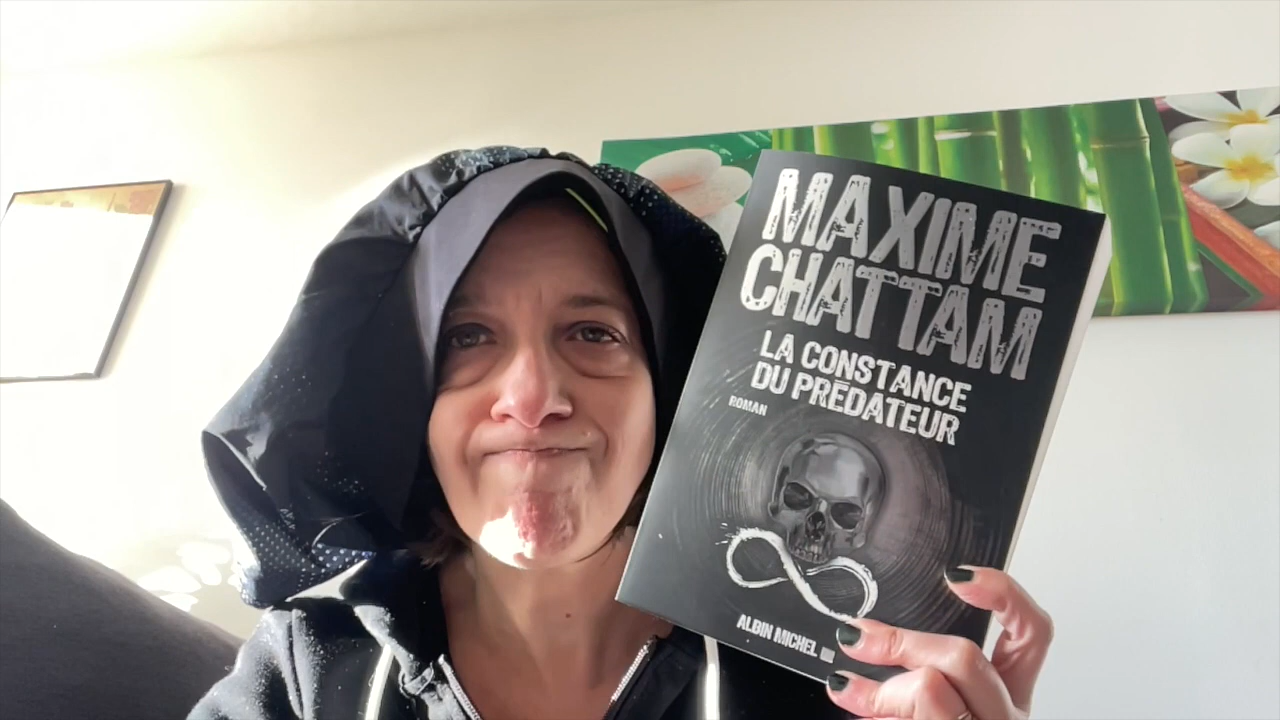 MAXIME
CHATTAM
LA CONSTANCE
DU PRÉDATEUR
ROMAN
ALBIN MICHEL